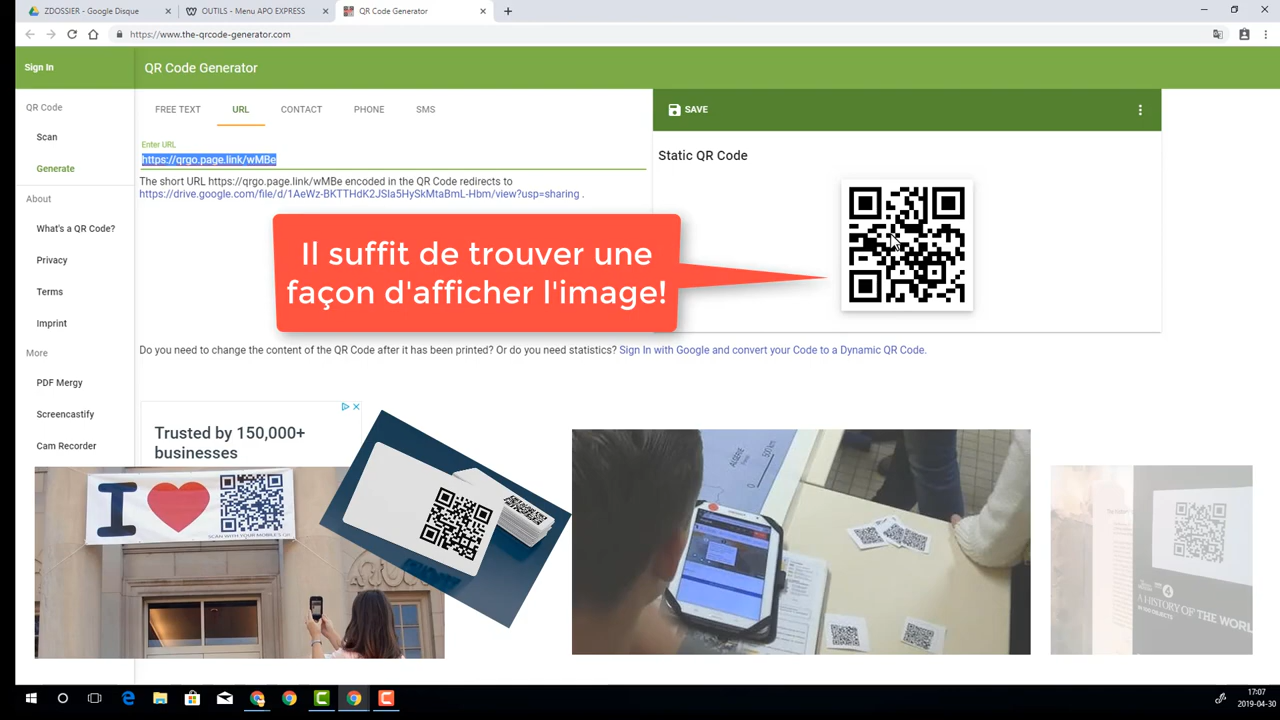 ZDOSSIER - Google Disque
OUTILS - Menu APO EXPRESS
QR Code Generator
https://www.the-qrcode-generator.com
Sign In
QR Code Generator
QR Code
Scan
Generate
About
What's a QR Code?
Privacy
Terms
Imprint
More
PDF Mergy
Screencastify
Cam Recorder
FREE TEXT
URL
CONTACT
PHONE
SMS
Enter URL
https://qrgo.page.link/wMBe
The short URL https://qrgo.page.link/wMBe encoded in the QR Code redirects to
https://drive.google.com/file/d/1AeWz-BKTTHdK2JSIa5HySkMtaBmL-Hbm/view?usp=sharing .
SAVE
Static QR Code
Il suffit de trouver une
façon d'afficher l'image!
Do you need to change the content of the QR Code after it has been printed? Or do you need statistics? Sign In with Google and convert your Code to a Dynamic QR Code.
Trusted by 150,000+
businesses
I
SCAN WITH YOUR MOBILE
ALGÉRIE
500 km
4
A HISTORY OF THE WORL
17:07
2019-04-30